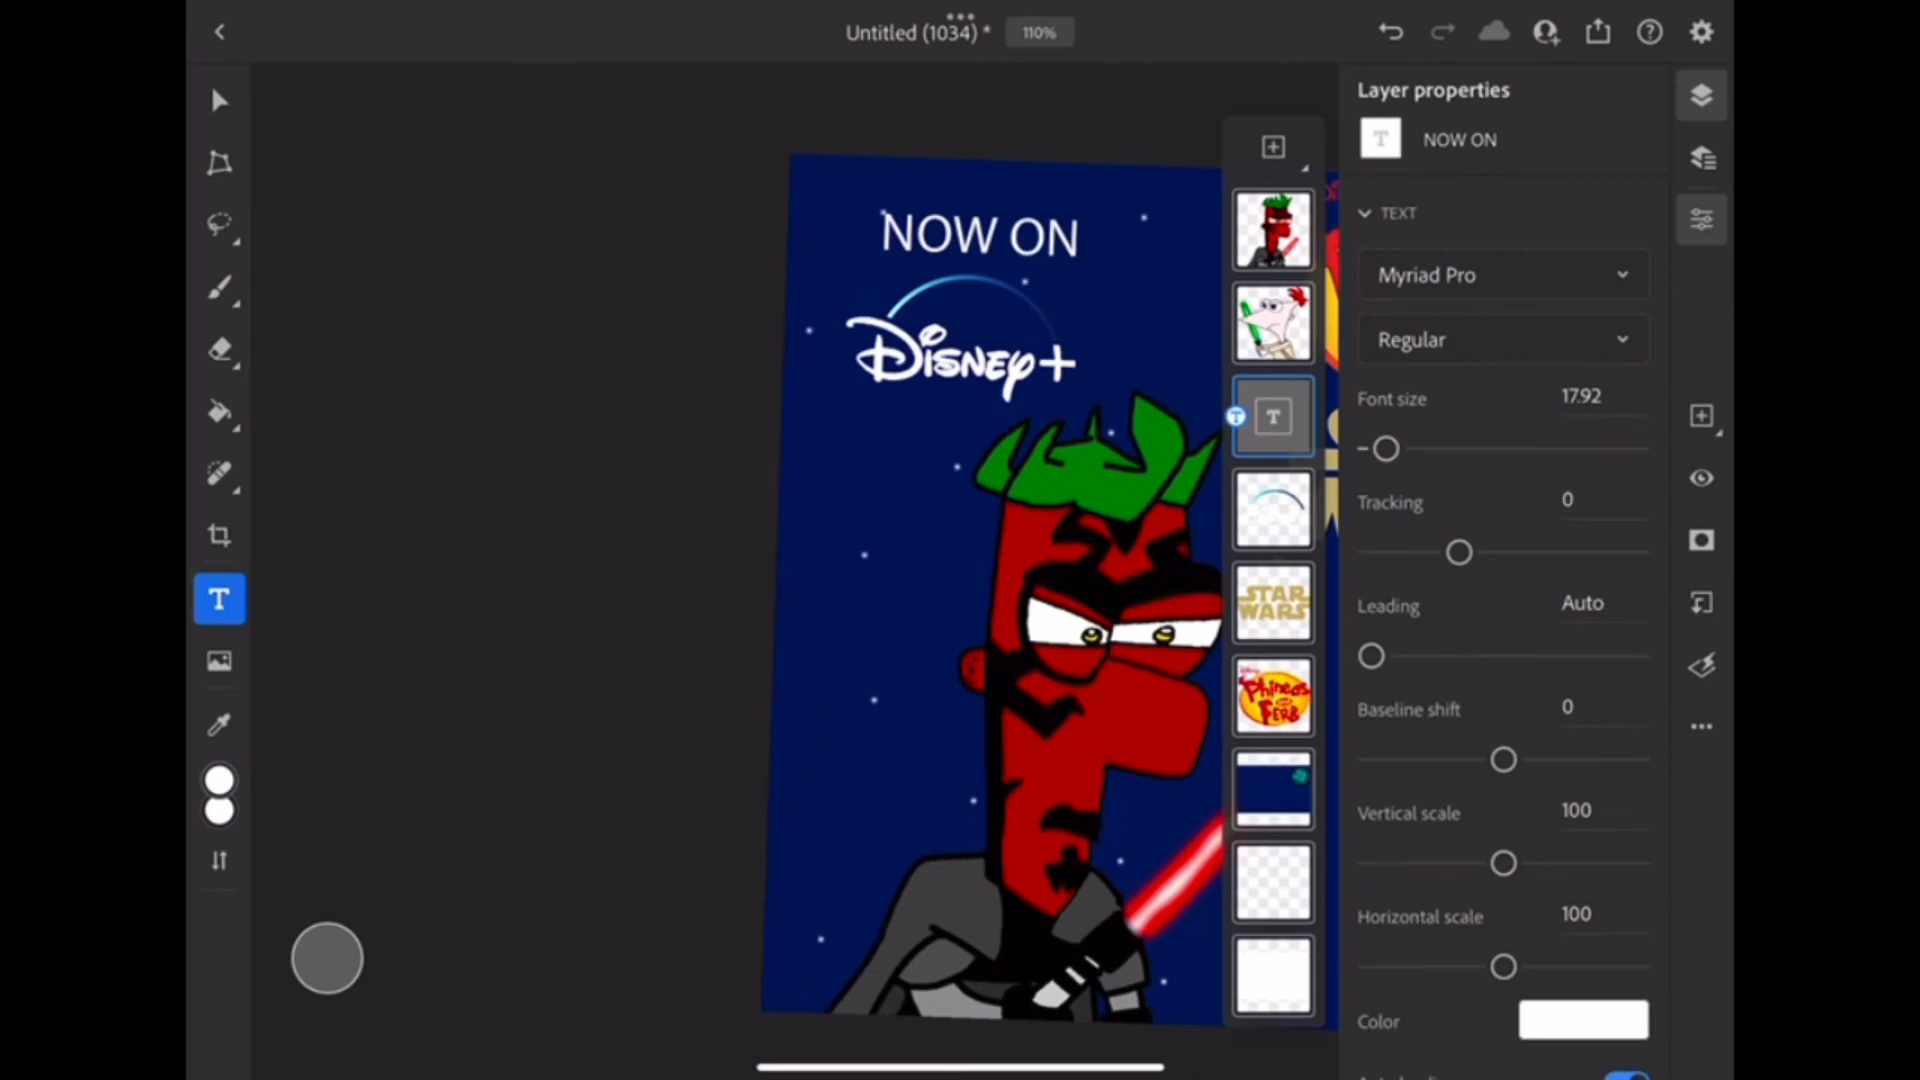 Untitled (1034) *
110%
Layer properties
T
NOW ON
TEXT
Myriad Pro
Regular
Font size
17.92
Tracking
0
Leading
Auto
Baseline shift
0
Vertical scale
100
Horizontal scale
100
Color
NOW ON
Disney+
T
T
T
STAR
WARS
Phineas
and
FERB